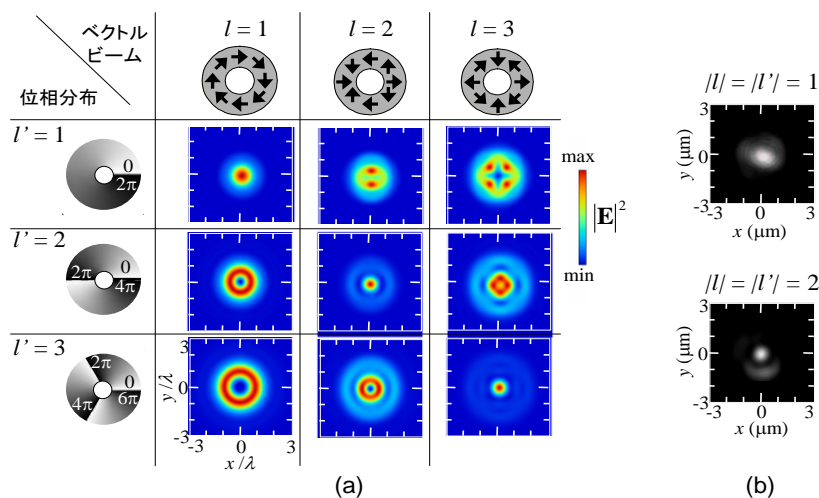 ベクトル
ビーム
位相分布
l = 1
l = 2
l = 3
l' = 1
0
2π
l' = 2
2π
0
4π
l' = 3
2π
0
4π
6π
3
0
-3
y/λ
-3
0
3
x/λ
max
min
|E|²
(a)
|l| = |l'| = 1
3
0
-3
y (μm)
-3
0
3
x (μm)
|l| = |l'| = 2
3
0
-3
y (μm)
-3
0
3
x (μm)
(b)